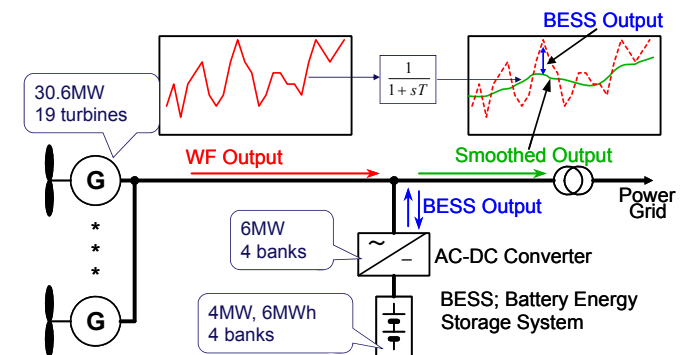 BESS Output
30.6MW
19 turbines
1
1+sT
WF Output
Smoothed Output
G
Power
Grid
BESS Output
6MW
4 banks
~
–
AC-DC Converter
*
*
*
4MW, 6MWh
4 banks
BESS; Battery Energy
Storage System
G